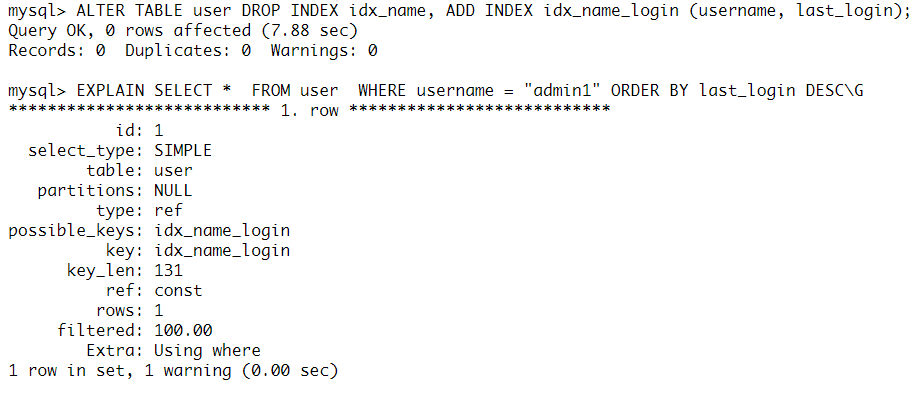 mysql> ALTER TABLE user DROP INDEX idx_name, ADD INDEX idx_name_login (username, last_login);
Query OK, 0 rows affected (7.88 sec)
Records: 0  Duplicates: 0  Warnings: 0

mysql> EXPLAIN SELECT *  FROM user  WHERE username = "admin1" ORDER BY last_login DESC\G
*************************** 1. row ***************************
           id: 1
  select_type: SIMPLE
        table: user
   partitions: NULL
         type: ref
possible_keys: idx_name_login
          key: idx_name_login
      key_len: 131
          ref: const
         rows: 1
     filtered: 100.00
        Extra: Using where
1 row in set, 1 warning (0.00 sec)